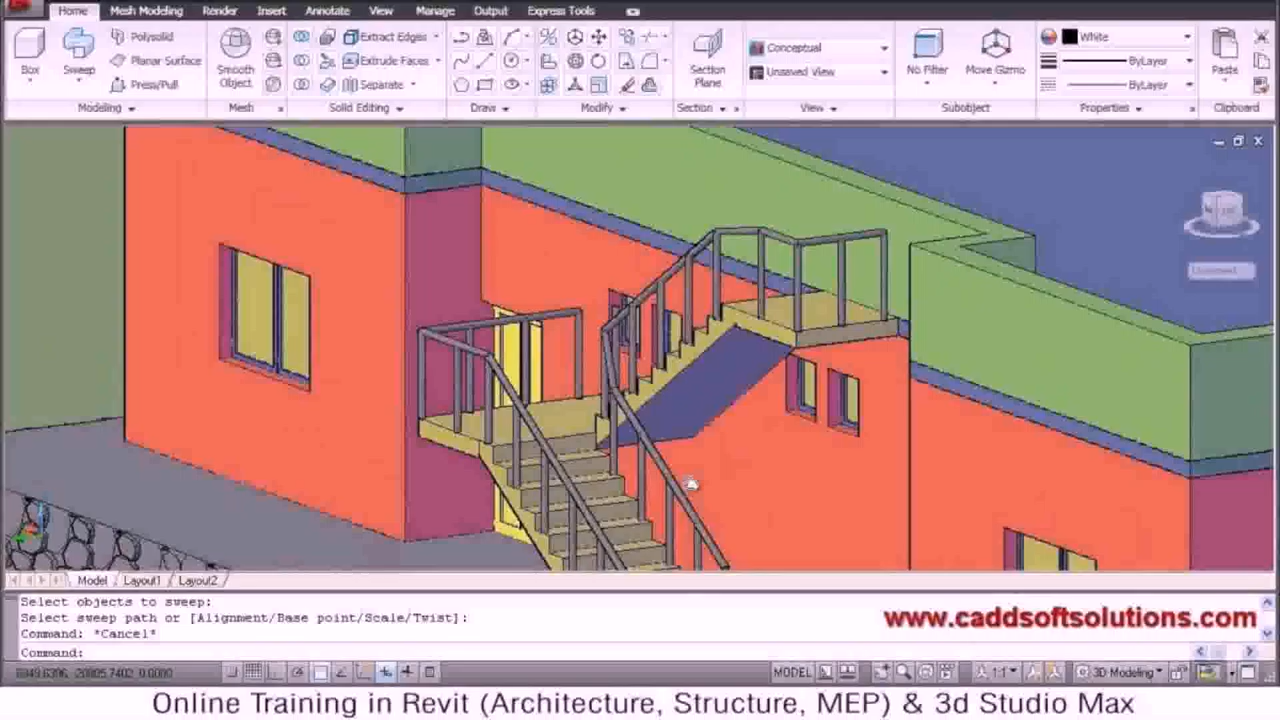 Home Mesh Modeling Render Insert Annotate View Manage Output Express Tools
Polysolid Extract Edges Conceptual White
Box Sweep Planar Surface Smooth Object Extrude Faces Section Plane No Filter Move Gizmo ByLayer Paste
Press/Pull Separate Unsaved View ByLayer
Modeling Mesh Solid Editing Draw Modify Section View Subobject Properties Clipboard
Unnamed
Model Layout1 Layout2
Select objects to sweep:
Select sweep path or [Alignment/Base point/Scale/Twist]:
www.caddsoftsolutions.com
Command: *Cancel*
Command:
MODEL 1:1 3D Modeling
Online Training in Revit (Architecture, Structure, MEP) & 3d Studio Max